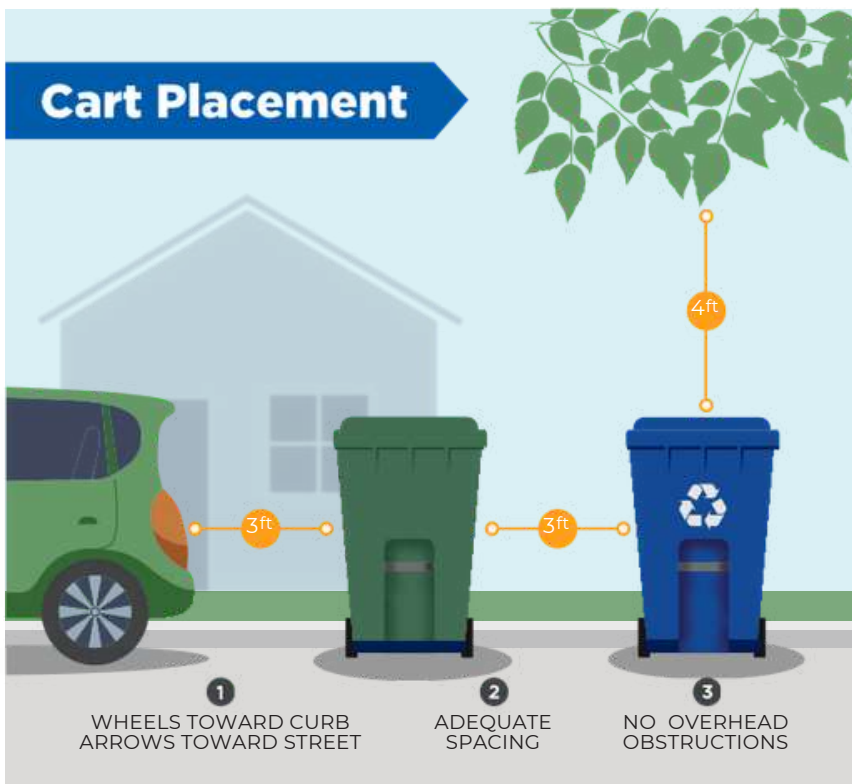 Cart Placement
4ft
3ft
3ft
1
WHEELS TOWARD CURB
ARROWS TOWARD STREET
2
ADEQUATE
SPACING
3
NO OVERHEAD
OBSTRUCTIONS